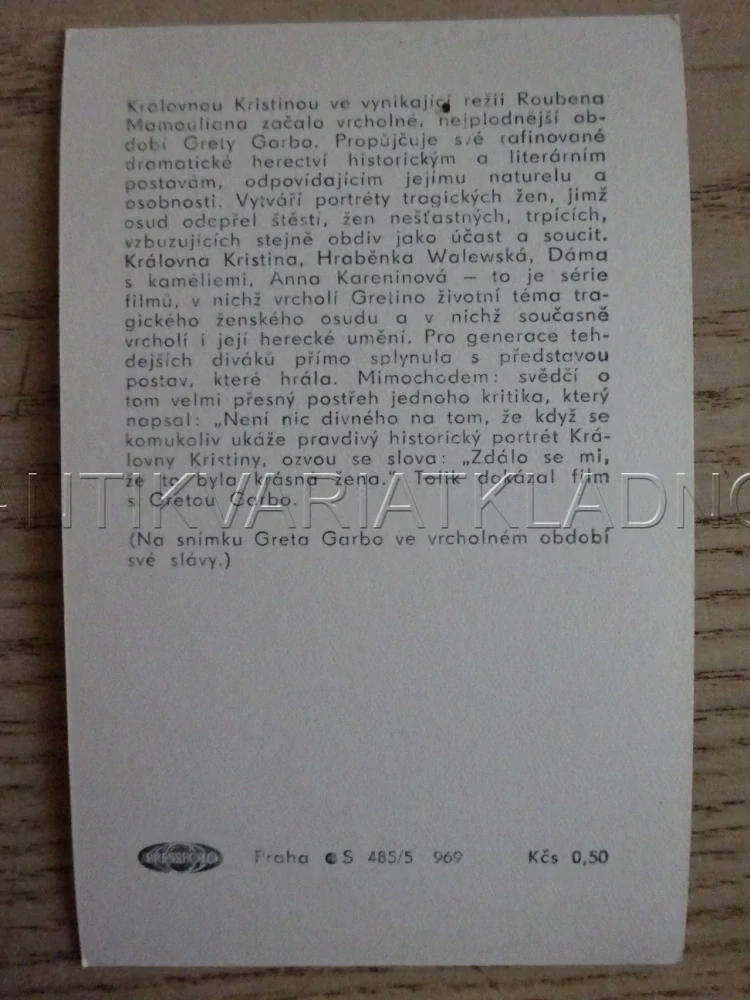 Královnou Kristinou ve vynikající režii Roubena
Mamouliana začalo vrcholné, nejplodnější ob-
dobí Grety Garbo. Propůjčuje své rafinované
dramatické herectví historickým a literárním
postavám, odpovídajícím jejímu naturelu a
osobnosti. Vytváří portréty tragických žen, jimž
osud odepřel štěstí, žen nešťastných, trpících,
vzbuzujících stejně obdiv jako účast a soucit.
Královna Kristina, Hraběnka Walewská, Dáma
s kaméliemi, Anna Kareninová — to je série
filmů, v nichž vrcholí Gretino životní téma tra-
gického ženského osudu a v nichž současně
vrcholí i její herecké umění. Pro generace teh-
dejších diváků přímo splynula s představou
postav, které hrála. Mimochodem: svědčí o
tom velmi přesný postřeh jednoho kritika, který
napsal: „Není nic divného na tom, že když se
komukoliv ukáže pravdivý historický portrét Krá-
lovny Kristiny, ozvou se slova: „Zdálo se mi,
že to byla krásná žena." Tolik dokázal film
s Gretou Garbo.
NTIKVARIATKLADNO
(Na snímku Greta Garbo ve vrcholném období
své slávy.)
PRESSFOTO Praha S 485/5 969 Kčs 0,50